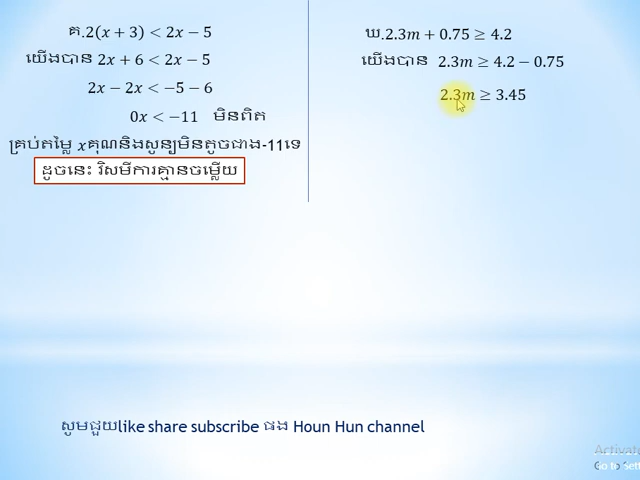 គ.2(x + 3) < 2x − 5
យើងបាន 2x + 6 < 2x − 5
2x − 2x < −5 − 6
0x < −11 មិនពិត
គ្រប់តម្លៃ x គុណនិងសូន្យមិនតូចជាង-11ទេ
ដូចនេះ វិសមីការគ្មានចម្លើយ
ឃ.2.3m + 0.75 ≥ 4.2
យើងបាន 2.3m ≥ 4.2 − 0.75
2.3m ≥ 3.45
សូមជួយlike share subscribe ផង Houn Hun channel